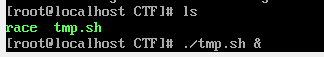 [root@localhost CTF]# ls
race  tmp.sh
[root@localhost CTF]# ./tmp.sh &